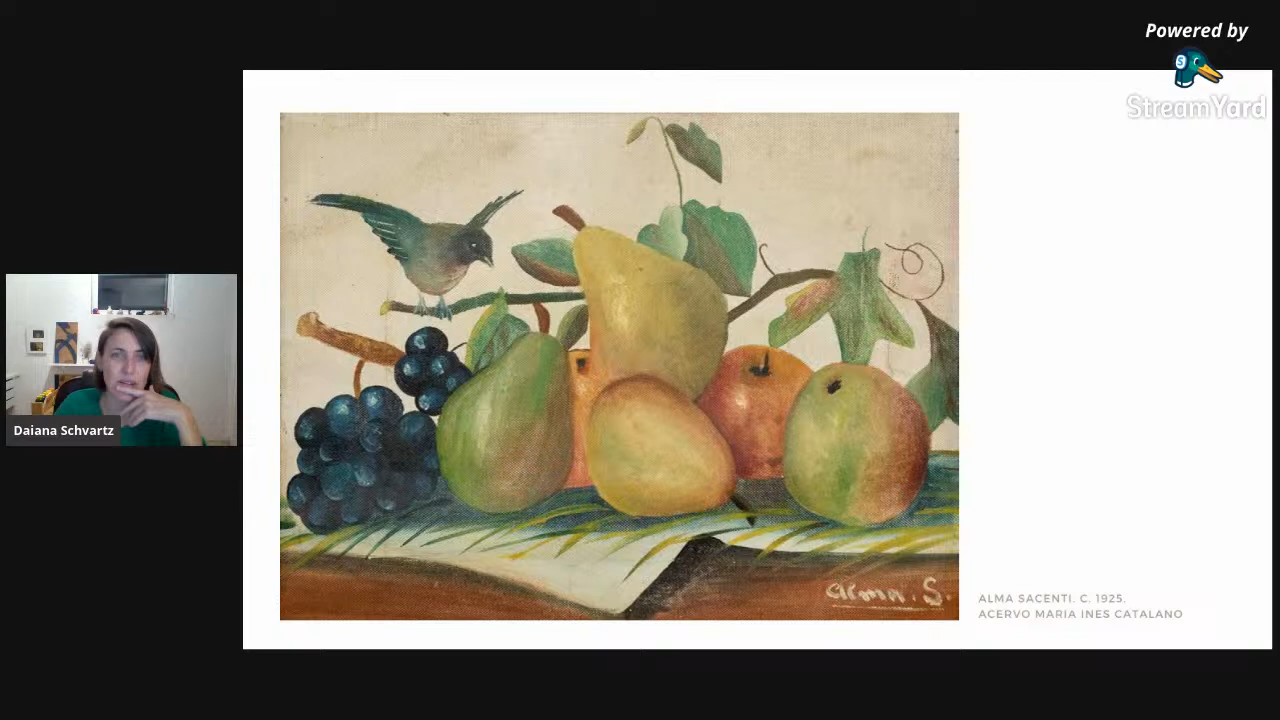 Powered by
StreamYard
Daiana Schvartz
Alma. S.
ALMA SACENTI. C. 1925.
ACERVO MARIA INES CATALANO